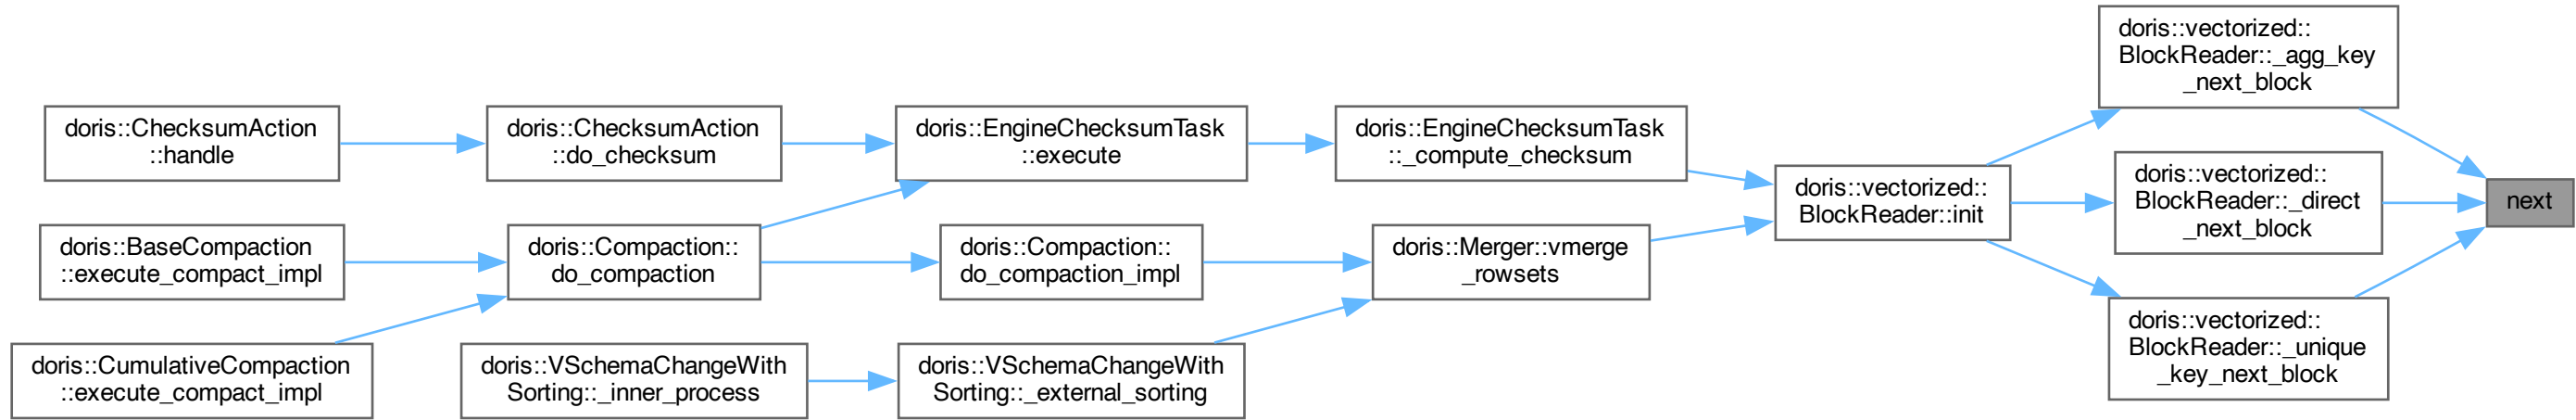 doris::ChecksumAction
::handle
doris::BaseCompaction
::execute_compact_impl
doris::CumulativeCompaction
::execute_compact_impl
doris::ChecksumAction
::do_checksum
doris::Compaction::
do_compaction
doris::VSchemaChangeWith
Sorting::_inner_process
doris::EngineChecksumTask
::execute
doris::Compaction::
do_compaction_impl
doris::VSchemaChangeWith
Sorting::_external_sorting
doris::EngineChecksumTask
::_compute_checksum
doris::Merger::vmerge
_rowsets
doris::vectorized::
BlockReader::init
doris::vectorized::
BlockReader::_agg_key
_next_block
doris::vectorized::
BlockReader::_direct
_next_block
doris::vectorized::
BlockReader::_unique
_key_next_block
next